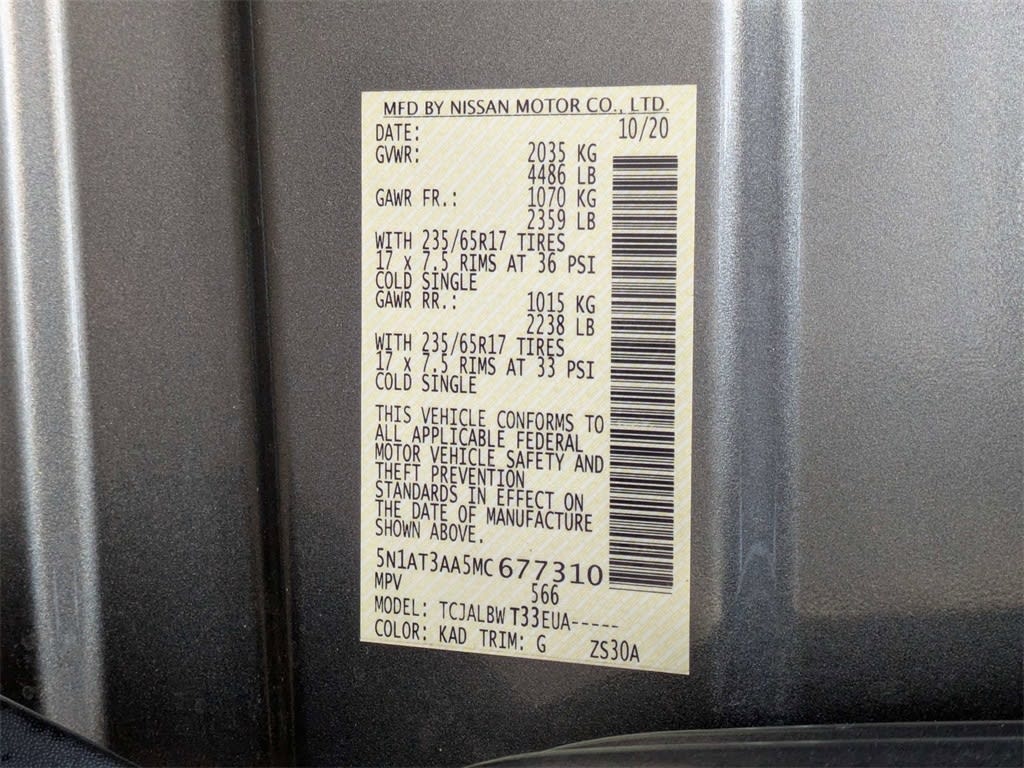 MFD BY NISSAN MOTOR CO., LTD.
DATE: 10/20
GVWR: 2035 KG
4486 LB
GAWR FR.: 1070 KG
2359 LB
WITH 235/65R17 TIRES
17 X 7.5 RIMS AT 36 PSI
COLD SINGLE
GAWR RR.: 1015 KG
2238 LB
WITH 235/65R17 TIRES
17 X 7.5 RIMS AT 33 PSI
COLD SINGLE
THIS VEHICLE CONFORMS TO
ALL APPLICABLE FEDERAL
MOTOR VEHICLE SAFETY AND
THEFT PREVENTION
STANDARDS IN EFFECT ON
THE DATE OF MANUFACTURE
SHOWN ABOVE.
5N1AT3AA5MC677310
MPV 566
MODEL: TCJALBW T33EUA-----
COLOR: KAD TRIM: G ZS30A